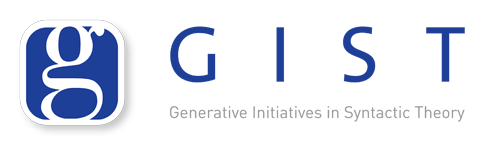 g
G I S T
Generative Initiatives in Syntactic Theory